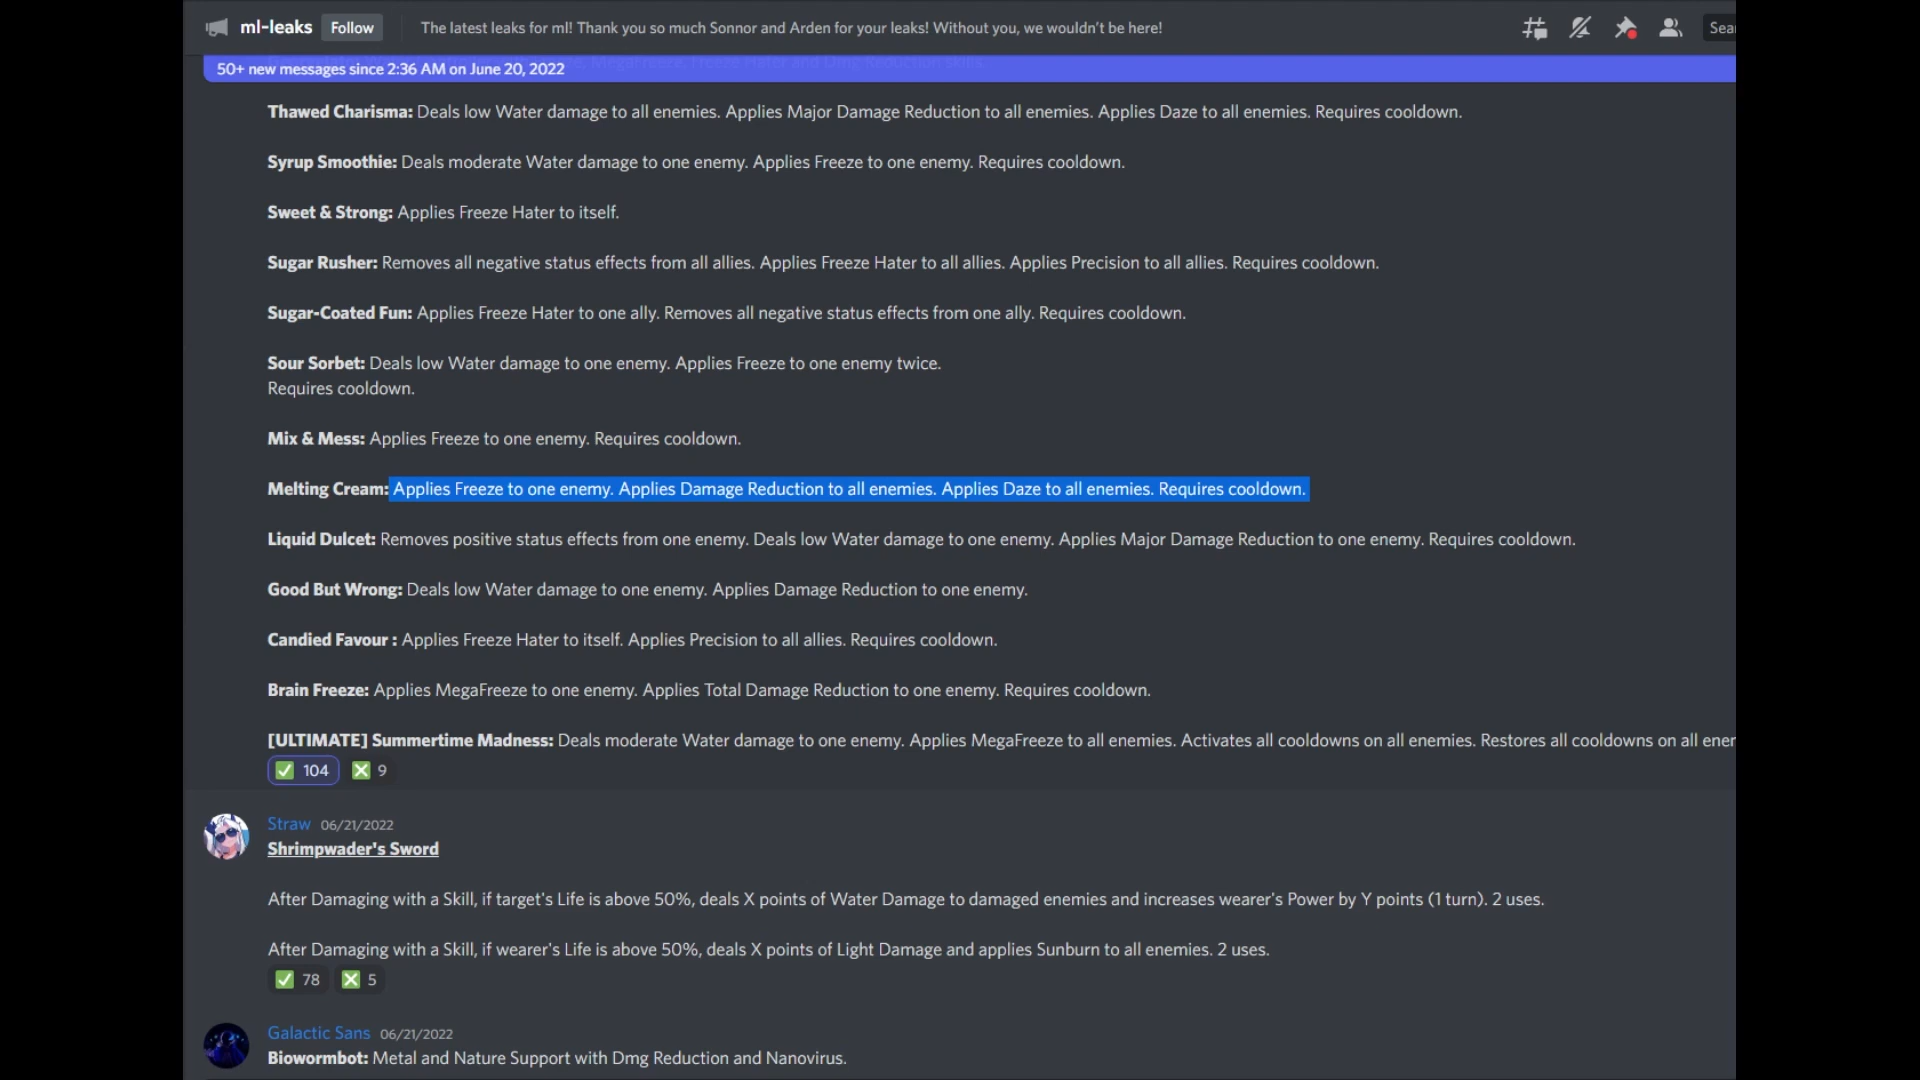 ml-leaks Follow The latest leaks for ml! Thank you so much Sonnor and Arden for your leaks! Without you, we wouldn't be here! Sea
50+ new messages since 2:36 AM on June 20, 2022
Thawed Charisma: Deals low Water damage to all enemies. Applies Major Damage Reduction to all enemies. Applies Daze to all enemies. Requires cooldown.
Syrup Smoothie: Deals moderate Water damage to one enemy. Applies Freeze to one enemy. Requires cooldown.
Sweet & Strong: Applies Freeze Hater to itself.
Sugar Rusher: Removes all negative status effects from all allies. Applies Freeze Hater to all allies. Applies Precision to all allies. Requires cooldown.
Sugar-Coated Fun: Applies Freeze Hater to one ally. Removes all negative status effects from one ally. Requires cooldown.
Sour Sorbet: Deals low Water damage to one enemy. Applies Freeze to one enemy twice.
Requires cooldown.
Mix & Mess: Applies Freeze to one enemy. Requires cooldown.
Melting Cream: Applies Freeze to one enemy. Applies Damage Reduction to all enemies. Applies Daze to all enemies. Requires cooldown.
Liquid Dulcet: Removes positive status effects from one enemy. Deals low Water damage to one enemy. Applies Major Damage Reduction to one enemy. Requires cooldown.
Good But Wrong: Deals low Water damage to one enemy. Applies Damage Reduction to one enemy.
Candied Favour : Applies Freeze Hater to itself. Applies Precision to all allies. Requires cooldown.
Brain Freeze: Applies MegaFreeze to one enemy. Applies Total Damage Reduction to one enemy. Requires cooldown.
[ULTIMATE] Summertime Madness: Deals moderate Water damage to one enemy. Applies MegaFreeze to all enemies. Activates all cooldowns on all enemies. Restores all cooldowns on all ener
104 9
Straw 06/21/2022
Shrimpwader's Sword
After Damaging with a Skill, if target's Life is above 50%, deals X points of Water Damage to damaged enemies and increases wearer's Power by Y points (1 turn). 2 uses.
After Damaging with a Skill, if wearer's Life is above 50%, deals X points of Light Damage and applies Sunburn to all enemies. 2 uses.
78 5
Galactic Sans 06/21/2022
Biowormbot: Metal and Nature Support with Dmg Reduction and Nanovirus.